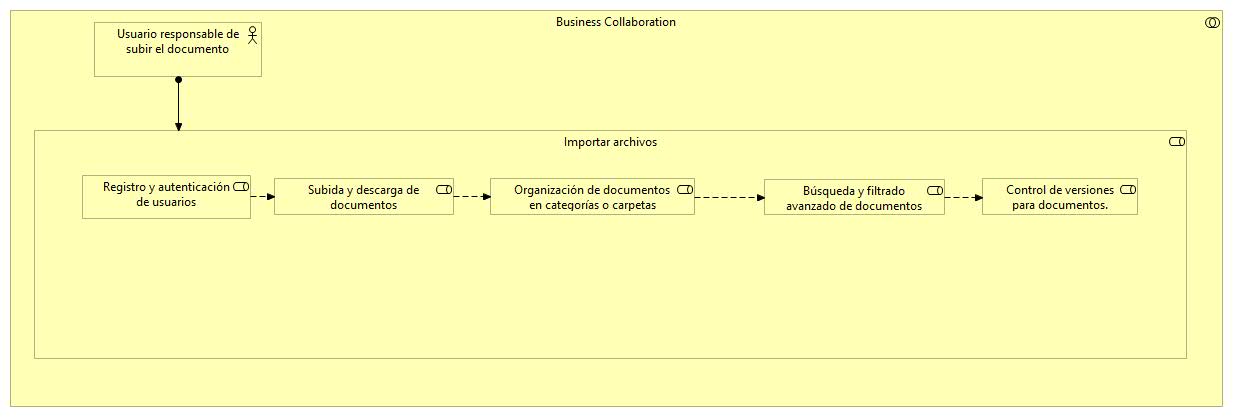 Business Collaboration
Usuario responsable de
subir el documento
Importar archivos
Registro y autenticación
de usuarios
Subida y descarga de
documentos
Organización de documentos
en categorías o carpetas
Búsqueda y filtrado
avanzado de documentos
Control de versiones
para documentos.